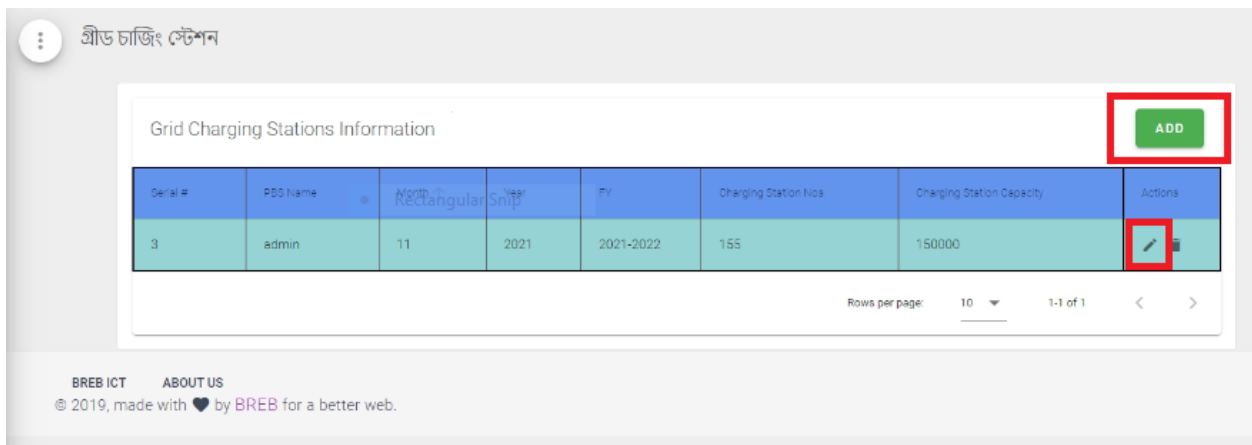 গ্রীড চার্জিং স্টেশন
Grid Charging Stations Information
ADD
Serial # PBS Name Month Year FY Charging Station Nos Charging Station Capacity Actions
Rectangular Snip
3 admin 11 2021 2021-2022 155 150000
Rows per page: 10 1-1 of 1
BREB ICT ABOUT US
© 2019, made with ♥ by BREB for a better web.